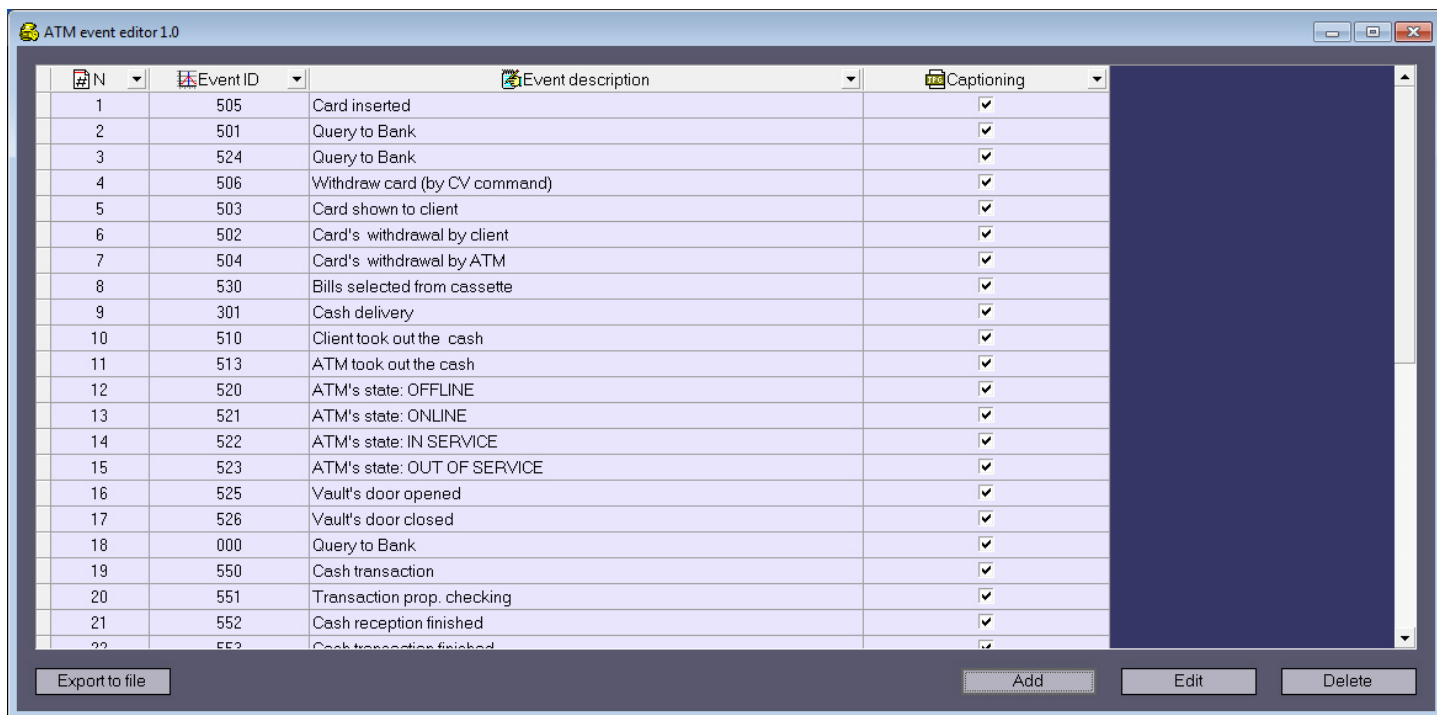 ATM event editor 1.0
N Event ID Event description Captioning
1 505 Card inserted
2 501 Query to Bank
3 524 Query to Bank
4 506 Withdraw card (by CV command)
5 503 Card shown to client
6 502 Card's withdrawal by client
7 504 Card's withdrawal by ATM
8 530 Bills selected from cassette
9 301 Cash delivery
10 510 Client took out the cash
11 513 ATM took out the cash
12 520 ATM's state: OFFLINE
13 521 ATM's state: ONLINE
14 522 ATM's state: IN SERVICE
15 523 ATM's state: OUT OF SERVICE
16 525 Vault's door opened
17 526 Vault's door closed
18 000 Query to Bank
19 550 Cash transaction
20 551 Transaction prop. checking
21 552 Cash reception finished
22 553 Cash transaction finished
Export to file Add Edit Delete